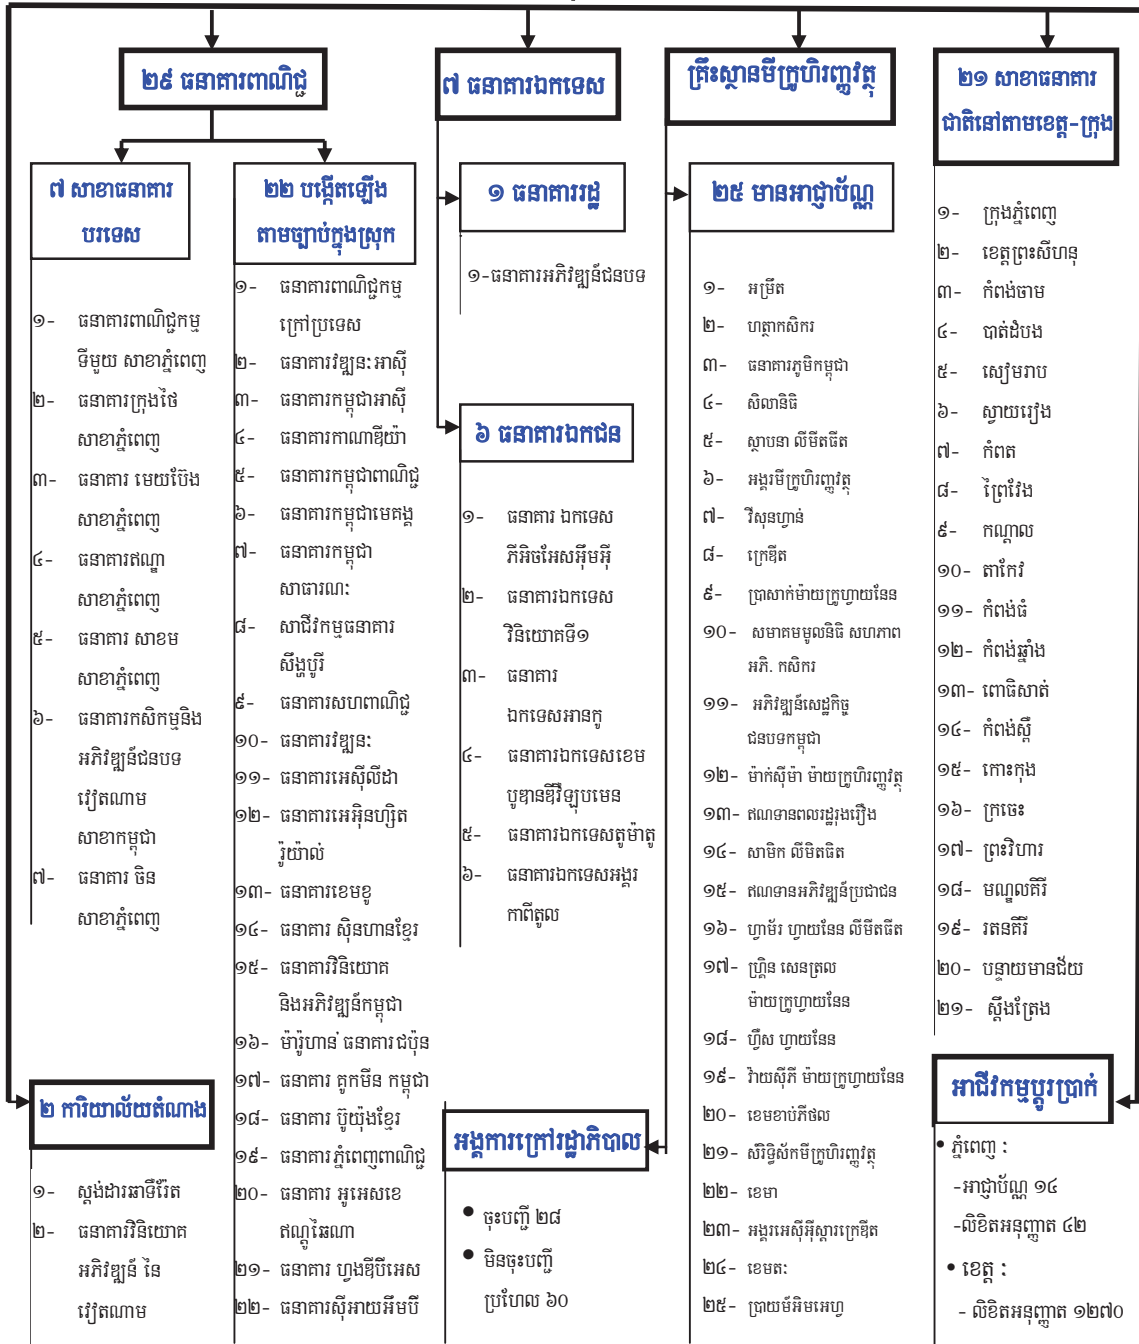 ២៩ ធនាគារពាណិជ្ជ
៧ សាខាធនាគារ
បរទេស
១- ធនាគារពាណិជ្ជកម្ម
ទីមួយ សាខាភ្នំពេញ
២- ធនាគារក្រុងថៃ
សាខាភ្នំពេញ
៣- ធនាគារ មេយប៊ែង
សាខាភ្នំពេញ
៤- ធនាគារឥណ្ឌា
សាខាភ្នំពេញ
៥- ធនាគារ សាខម
សាខាភ្នំពេញ
៦- ធនាគារកសិកម្មនិង
អភិវឌ្ឍន៍ជនបទ
វៀតណាម
សាខាកម្ពុជា
៧- ធនាគារ ចិន
សាខាភ្នំពេញ
២ ការិយាល័យតំណាង
១- ស្តង់ដារឆាទីរ៉ែត
២- ធនាគារវិនិយោគ
អភិវឌ្ឍន៍ នៃ
វៀតណាម
២២ បង្កើតឡើង
តាមច្បាប់ក្នុងស្រុក
១- ធនាគារពាណិជ្ជកម្ម
ក្រៅប្រទេស
២- ធនាគារវឌ្ឍនៈអាស៊ី
៣- ធនាគារកម្ពុជាអាស៊ី
៤- ធនាគារកាណាឌីយ៉ា
៥- ធនាគារកម្ពុជាពាណិជ្ជ
៦- ធនាគារកម្ពុជាមេគង្គ
៧- ធនាគារកម្ពុជា
សាធារណៈ
៨- សាជីវកម្មធនាគារ
សឹង្ហបូរី
៩- ធនាគារសហពាណិជ្ជ
១០- ធនាគារវឌ្ឍនៈ
១១- ធនាគារអេស៊ីលីដា
១២- ធនាគារអេអ៊ិនហ្សិត
រ៉ូយ៉ាល់
១៣- ធនាគារខេមខូ
១៤- ធនាគារ ស៊ិនហានខ្មែរ
១៥- ធនាគារវិនិយោគ
និងអភិវឌ្ឍន៍កម្ពុជា
១៦- ម៉ារ៉ូហាន់ ធនាគារជប៉ុន
១៧- ធនាគារ គូកមីន កម្ពុជា
១៨- ធនាគារ ប៊ូយ៉ុងខ្មែរ
១៩- ធនាគារភ្នំពេញពាណិជ្ជ
២០- ធនាគារ អូអេសខេ
ឥណ្ឌូឆៃណា
២១- ធនាគារ ហ្វងឌីប៊ីអេស
២២- ធនាគារស៊ីអាយអឹមប៊ី
៧ ធនាគារឯកទេស
១ ធនាគាររដ្ឋ
១-ធនាគារអភិវឌ្ឍន៍ជនបទ
៦ ធនាគារឯកជន
១- ធនាគារ ឯកទេស
ភីអិចអែសអ៊ឹមអ៊ី
២- ធនាគារឯកទេស
វិនិយោគទី១
៣- ធនាគារ
ឯកទេសអានកូ
៤- ធនាគារឯកទេសខេម
បូឌានឌីវ៉ឺឡុបមេន
៥- ធនាគារឯកទេសតូម៉ាតូ
៦- ធនាគារឯកទេសអង្គរ
កាពីតូល
អង្គការក្រៅរដ្ឋាភិបាល
● ចុះបញ្ជី ២៨
● មិនចុះបញ្ជី
ប្រហែល ៦០
គ្រឹះស្ថានមីក្រូហិរញ្ញវត្ថុ
២៥ មានអាជ្ញាប័ណ្ណ
១- អម្រឹត
២- ហត្ថាកសិករ
៣- ធនាគារភូមិកម្ពុជា
៤- សិលានិធិ
៥- ស្ថាបនា លីមីតធីត
៦- អង្គរមីក្រូហិរញ្ញវត្ថុ
៧- វីសុនហ្វាន់
៨- ក្រេឌីត
៩- ប្រាសាក់ម៉ាយក្រូហ្វាយនែន
១០- សមាគមមូលនិធិ សហភាព
អភិ. កសិករ
១១- អភិវឌ្ឍន៍សេដ្ឋកិច្ច
ជនបទកម្ពុជា
១២- ម៉ាក់ស៊ីម៉ា ម៉ាយក្រូហិរញ្ញវត្ថុ
១៣- ឥណទានពលរដ្ឋរុងរឿង
១៤- សាមិក លីមិតធិត
១៥- ឥណទានអភិវឌ្ឍន៍ប្រជាជន
១៦- ហ្វាម័រ ហ្វាយនែន លីមីតធីត
១៧- ហ្គ្រីន សេនត្រល
ម៉ាយក្រូហ្វាយនែន
១៨- ហ្វឺស ហ្វាយនែន
១៩- វ៉ាយស៊ីភី ម៉ាយក្រូហ្វាយនែន
២០- ខេមខាប់ភីថល
២១- សំរិទ្ធិស័កមីក្រូហិរញ្ញវត្ថុ
២២- ខេមា
២៣- អង្គរអេស៊ីអ៊ីស្តារក្រេឌីត
២៤- ខេមតៈ
២៥- ប្រាយម៍អិមអេហ្វ
២១ សាខាធនាគារ
ជាតិនៅតាមខេត្ត-ក្រុង
១- ក្រុងភ្នំពេញ
២- ខេត្តព្រះសីហនុ
៣- កំពង់ចាម
៤- បាត់ដំបង
៥- សៀមរាប
៦- ស្វាយរៀង
៧- កំពត
៨- ព្រៃវែង
៩- កណ្តាល
១០- តាកែវ
១១- កំពង់ធំ
១២- កំពង់ឆ្នាំង
១៣- ពោធិសាត់
១៤- កំពង់ស្ពឺ
១៥- កោះកុង
១៦- ក្រចេះ
១៧- ព្រះវិហារ
១៨- មណ្ឌលគិរី
១៩- រតនគិរី
២០- បន្ទាយមានជ័យ
២១- ស្តឹងត្រែង
អាជីវកម្មប្តូរប្រាក់
• ភ្នំពេញ ៖
-អាជ្ញាប័ណ្ណ ១៤
-លិខិតអនុញ្ញាត ៤២
• ខេត្ត ៖
- លិខិតអនុញ្ញាត ១២៧០